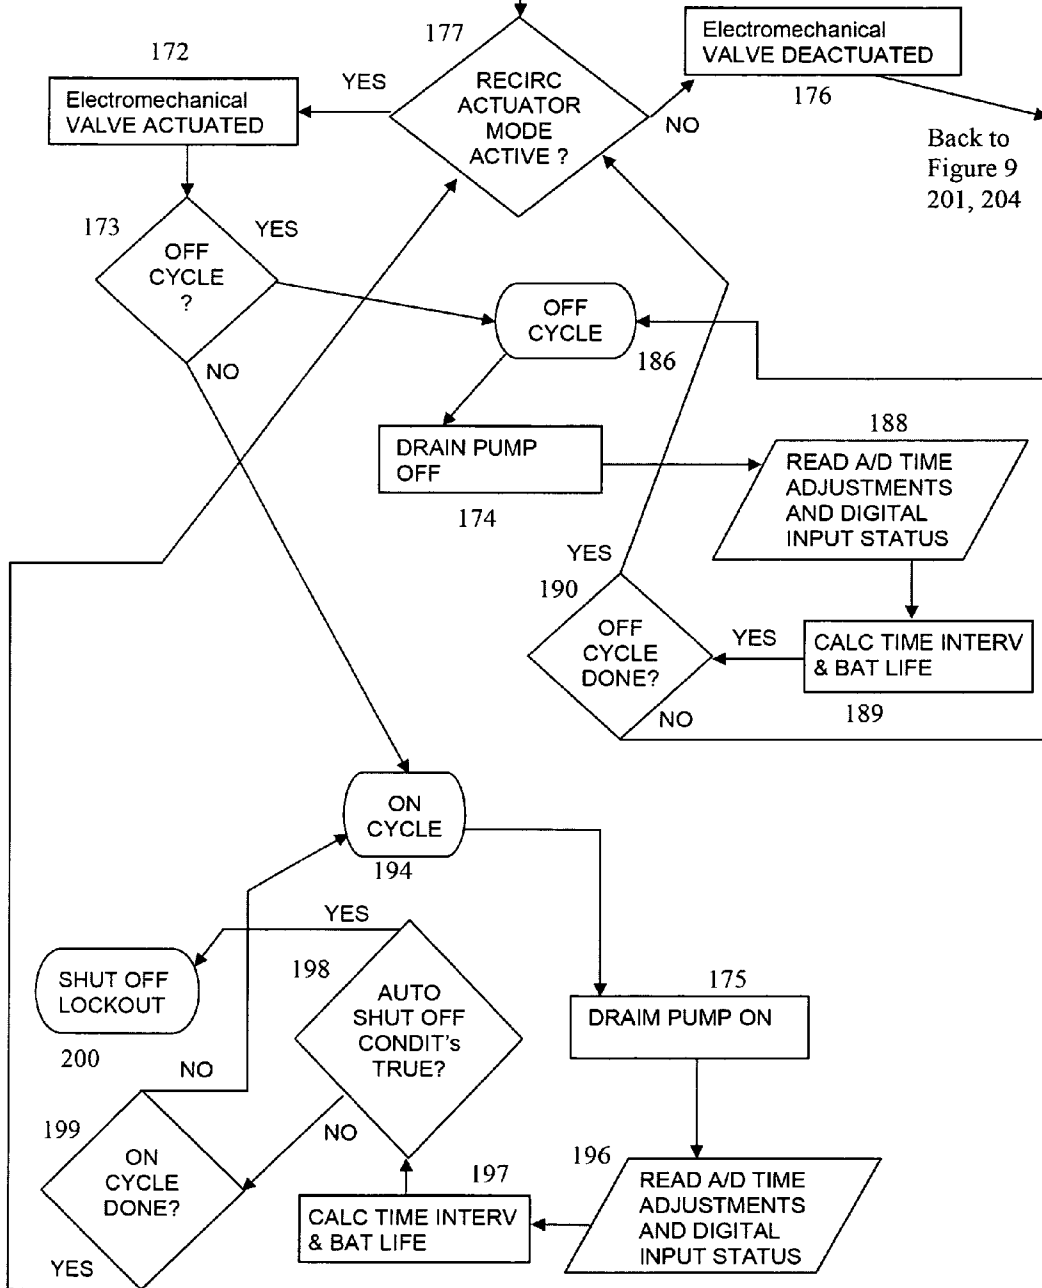 177
Electromechanical
VALVE DEACTUATED
176
172
YES
Electromechanical
VALVE ACTUATED
RECIRC
ACTUATOR
MODE
ACTIVE ?
NO
Back to
Figure 9
201, 204
173
YES
OFF
CYCLE
?
NO
OFF
CYCLE
186
DRAIN PUMP
OFF
174
188
READ A/D TIME
ADJUSTMENTS
AND DIGITAL
INPUT STATUS
YES
190
OFF
CYCLE
DONE?
NO
YES
CALC TIME INTERV
& BAT LIFE
189
ON
CYCLE
194
YES
SHUT OFF
LOCKOUT
200
198
AUTO
SHUT OFF
CONDIT's
TRUE?
175
DRAIM PUMP ON
NO
199
ON
CYCLE
DONE?
YES
NO
197
CALC TIME INTERV
& BAT LIFE
196
READ A/D TIME
ADJUSTMENTS
AND DIGITAL
INPUT STATUS